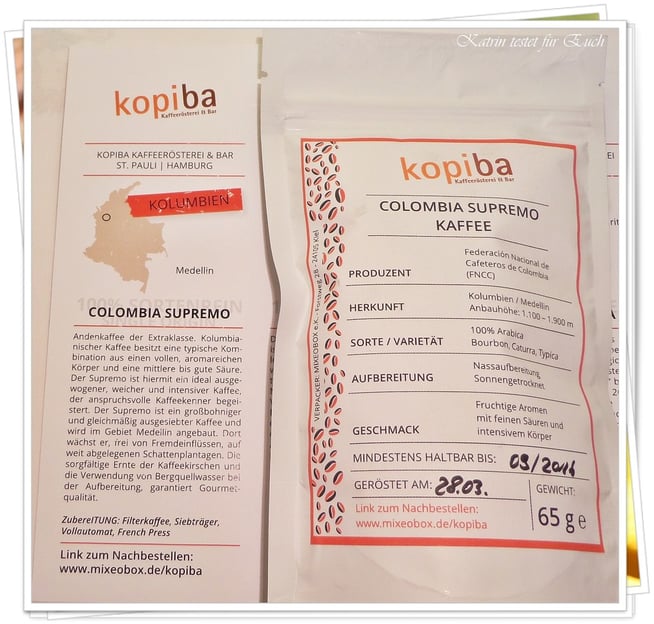 Katrin testet für Euch
kopiba
Kaffeerösterei & Bar
KOPIBA KAFFEERÖSTEREI & BAR
ST. PAULI | HAMBURG
KOLUMBIEN
Medellin
100% SORTENREIN
COLOMBIA SUPREMO
Andenkaffee der Extraklasse. Kolumbia-
nischer Kaffee besitzt eine typische Kom-
bination aus einen vollen, aromareichen
Körper und eine mittlere bis gute Säure.
Der Supremo ist hiermit ein ideal ausge-
wogener, weicher und intensiver Kaffee,
der anspruchsvolle Kaffeekenner begei-
stert. Der Supremo ist ein großbohniger
und gleichmäßig ausgesiebter Kaffee und
wird im Gebiet Medellin angebaut. Dort
wächst er, frei von Fremdeinflüssen, auf
weit abgelegenen Schattenplantagen. Die
sorgfältige Ernte der Kaffeekirschen und
die Verwendung von Bergquellwasser bei
der Aufbereitung, garantiert Gourmet-
qualität.
ZubereITUNG: Filterkaffee, Siebträger,
Vollautomat, French Press
Link zum Nachbestellen:
www.mixeobox.de/kopiba
kopiba
Kaffeerösterei & Bar
COLOMBIA SUPREMO
KAFFEE
PRODUZENT
Federación Nacional de
Cafeteros de Colombia
(FNCC)
HERKUNFT
Kolumbien / Medellin
Anbauhöhe: 1.100 – 1.900 m
SORTE / VARIETÄT
100% Arabica
Bourbon, Caturra, Typica
AUFBEREITUNG
Nassaufbereitung,
Sonnengetrocknet.
GESCHMACK
Fruchtige Aromen
mit feinen Säuren und
intensivem Körper
MINDESTENS HALTBAR BIS: 09/2016
GERÖSTET AM: 28.03.
GEWICHT:
65 g e
Link zum Nachbestellen:
www.mixeobox.de/kopiba
VERPACKER: MIXEOBOX e.K. - 24105 Kiel